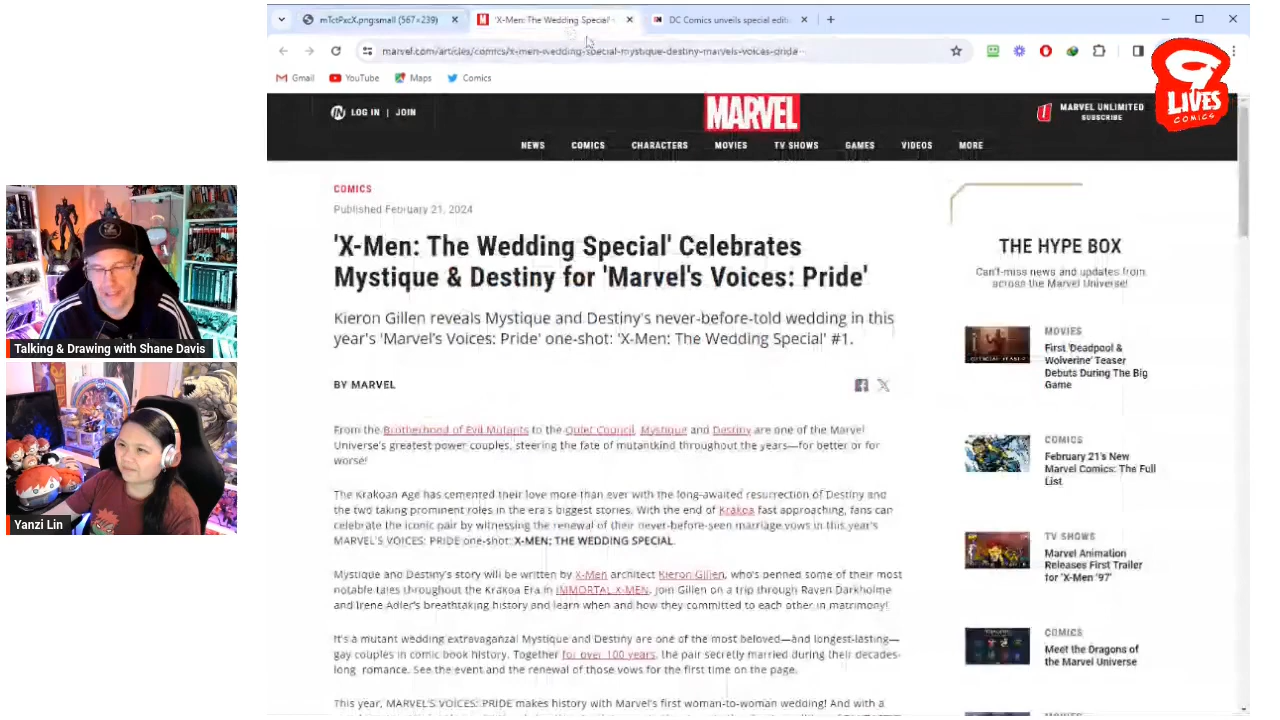 mTctPxcX.png:small (567×239)
'X-Men: The Wedding Special'
DC Comics unveils special editi
marvel.com/articles/comics/x-men-wedding-special-mystique-destiny-marvels-voices-pride
Gmail
YouTube
Maps
Comics
9
LIVES
COMICS
LOG IN | JOIN
MARVEL
MARVEL UNLIMITED
SUBSCRIBE
NEWS COMICS CHARACTERS MOVIES TV SHOWS GAMES VIDEOS MORE
COMICS
Published February 21, 2024
'X-Men: The Wedding Special' Celebrates
Mystique & Destiny for 'Marvel's Voices: Pride'
Kieron Gillen reveals Mystique and Destiny's never-before-told wedding in this
year's 'Marvel's Voices: Pride' one-shot: 'X-Men: The Wedding Special' #1.
BY MARVEL
From the Brotherhood of Evil Mutants to the Quiet Council, Mystique and Destiny are one of the Marvel
Universe's greatest power couples, steering the fate of mutantkind throughout the years—for better or for
worse!
The Krakoan Age has cemented their love more than ever with the long-awaited resurrection of Destiny and
the two taking prominent roles in the era's biggest stories. With the end of Krakoa fast approaching, fans can
celebrate the iconic pair by witnessing the renewal of their never-before-seen marriage vows in this year's
MARVEL'S VOICES: PRIDE one-shot: X-MEN: THE WEDDING SPECIAL.
Mystique and Destiny's story will be written by X-Men architect Kieron Gillen, who's penned some of their most
notable tales throughout the Krakoa Era in IMMORTAL X-MEN. Join Gillen on a trip through Raven Darkholme
and Irene Adler's breathtaking history and learn when and how they committed to each other in matrimony!
It's a mutant wedding extravaganza! Mystique and Destiny are one of the most beloved—and longest-lasting—
gay couples in comic book history. Together for over 100 years, the pair secretly married during their decades-
long romance. See the event and the renewal of those vows for the first time on the page.
This year, MARVEL'S VOICES: PRIDE makes history with Marvel's first woman-to-woman wedding! And with a
THE HYPE BOX
Can't-miss news and updates from
across the Marvel Universe!
MOVIES
First 'Deadpool &
Wolverine' Teaser
Debuts During The Big
Game
COMICS
February 21's New
Marvel Comics: The Full
List
TV SHOWS
Marvel Animation
Releases First Trailer
for 'X-Men '97'
COMICS
Meet the Dragons of
the Marvel Universe
MOVIES
Talking & Drawing with Shane Davis
Yanzi Lin